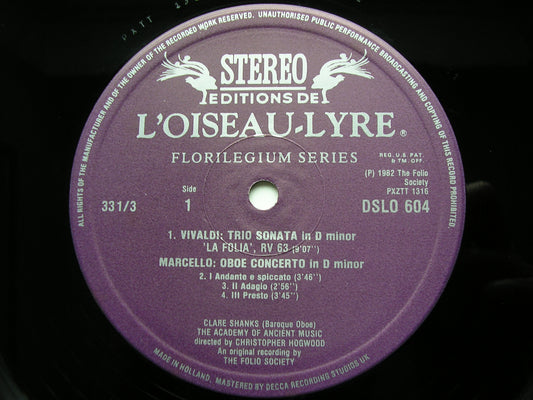 ALL RIGHTS OF THE MANUFACTURER AND OF THE OWNER OF THE RECORDED WORK RESERVED. UNAUTHORISED PUBLIC PERFORMANCE BROADCASTING AND COPYING OF THIS RECORD PROHIBITED.
STEREO
EDITIONS DE
L'OISEAU-LYRE®
REG. U.S. PAT.
& TM. OFF.
FLORILEGIUM SERIES
(P) 1982 The Folio
Society
PXZTT 1316
Side
33 1/3
1
DSLO 604
1. VIVALDI: TRIO SONATA in D minor
'LA FOLIA', RV 63 (9'07'')
MARCELLO: OBOE CONCERTO in D minor
2. I Andante e spiccato (3'46'')
3. II Adagio (2'56'')
4. III Presto (3'45'')
CLARE SHANKS (Baroque Oboe)
THE ACADEMY OF ANCIENT MUSIC
directed by CHRISTOPHER HOGWOOD
An original recording by
THE FOLIO SOCIETY
MADE IN HOLLAND, MASTERED BY DECCA RECORDING STUDIOS UK